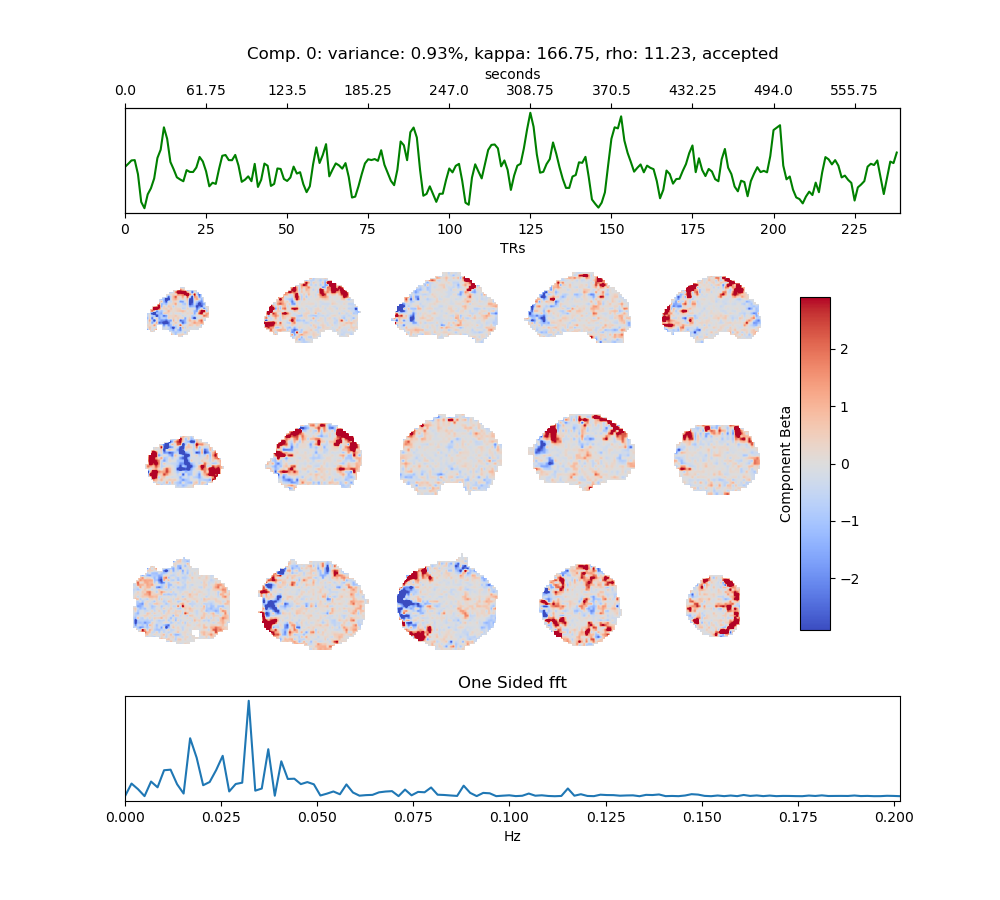 Comp. 0: variance: 0.93%, kappa: 166.75, rho: 11.23, accepted
seconds
0.0 61.75 123.5 185.25 247.0 308.75 370.5 432.25 494.0 555.75
0 25 50 75 100 125 150 175 200 225
TRs
2
1
0
−1
−2
Component Beta
One Sided fft
0.000 0.025 0.050 0.075 0.100 0.125 0.150 0.175 0.200
Hz